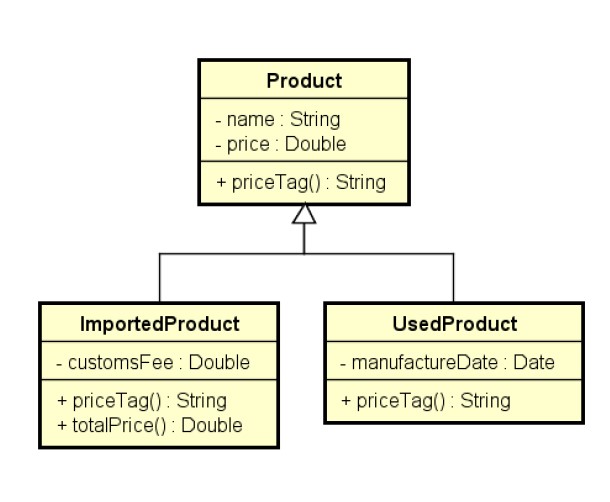 Product
- name : String
- price : Double
+ priceTag() : String
ImportedProduct
- customsFee : Double
+ priceTag() : String
+ totalPrice() : Double
UsedProduct
- manufactureDate : Date
+ priceTag() : String